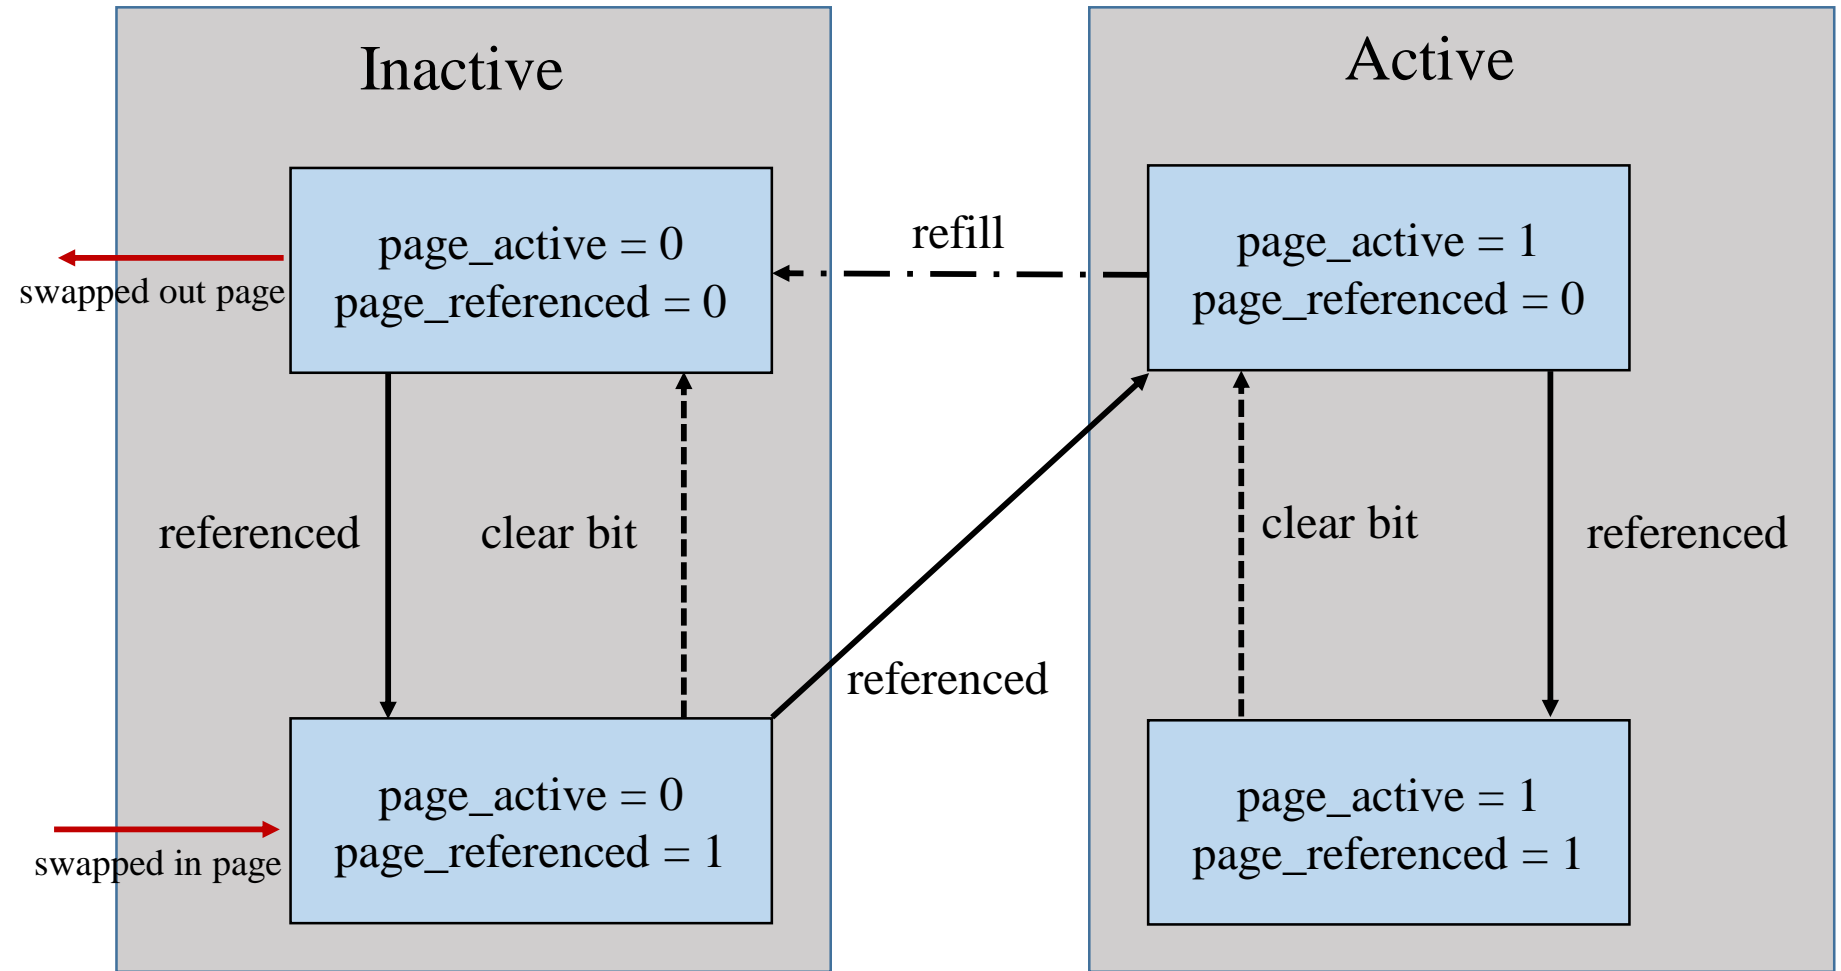 Inactive
Active
page_active = 0
page_referenced = 0
refill
page_active = 1
page_referenced = 0
swapped out page
referenced
clear bit
clear bit
referenced
referenced
page_active = 0
page_referenced = 1
page_active = 1
page_referenced = 1
swapped in page